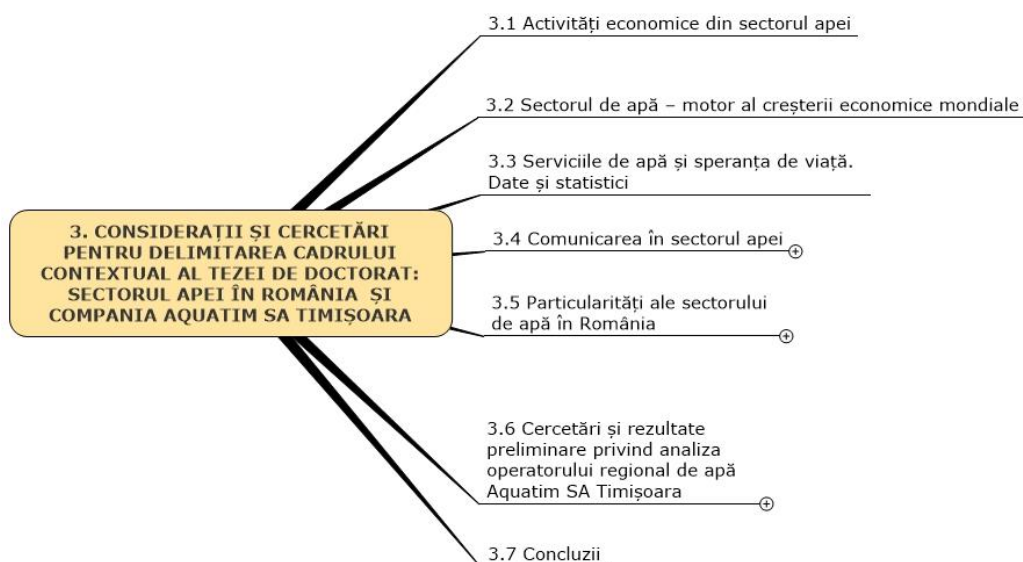 3.1 Activități economice din sectorul apei
3.2 Sectorul de apă – motor al creșterii economice mondiale
3.3 Serviciile de apă și speranța de viață.
Date și statistici
3. CONSIDERAȚII ȘI CERCETĂRI
PENTRU DELIMITAREA CADRULUI
CONTEXTUAL AL TEZEI DE DOCTORAT:
SECTORUL APEI ÎN ROMÂNIA ȘI
COMPANIA AQUATIM SA TIMIȘOARA
3.4 Comunicarea în sectorul apei
3.5 Particularități ale sectorului
de apă în România
3.6 Cercetări și rezultate
preliminare privind analiza
operatorului regional de apă
Aquatim SA Timișoara
3.7 Concluzii